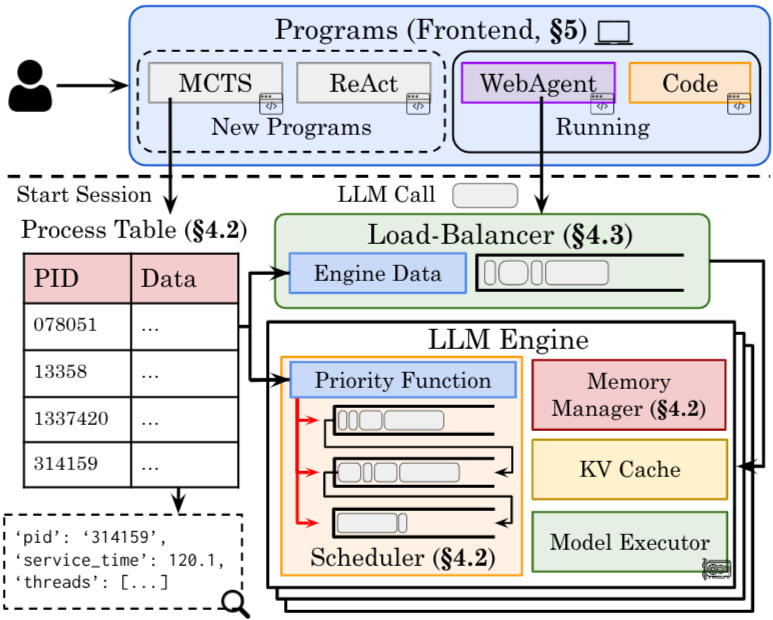 Programs (Frontend, §5)
MCTS
ReAct
New Programs
WebAgent
Code
Running
Start Session
LLM Call
Process Table (§4.2)
PID Data
078051 ...
13358 ...
1337420 ...
314159 ...
'pid': '314159',
'service_time': 120.1,
'threads': [...]
Load-Balancer (§4.3)
Engine Data
LLM Engine
Priority Function
Scheduler (§4.2)
Memory
Manager (§4.2)
KV Cache
Model Executor